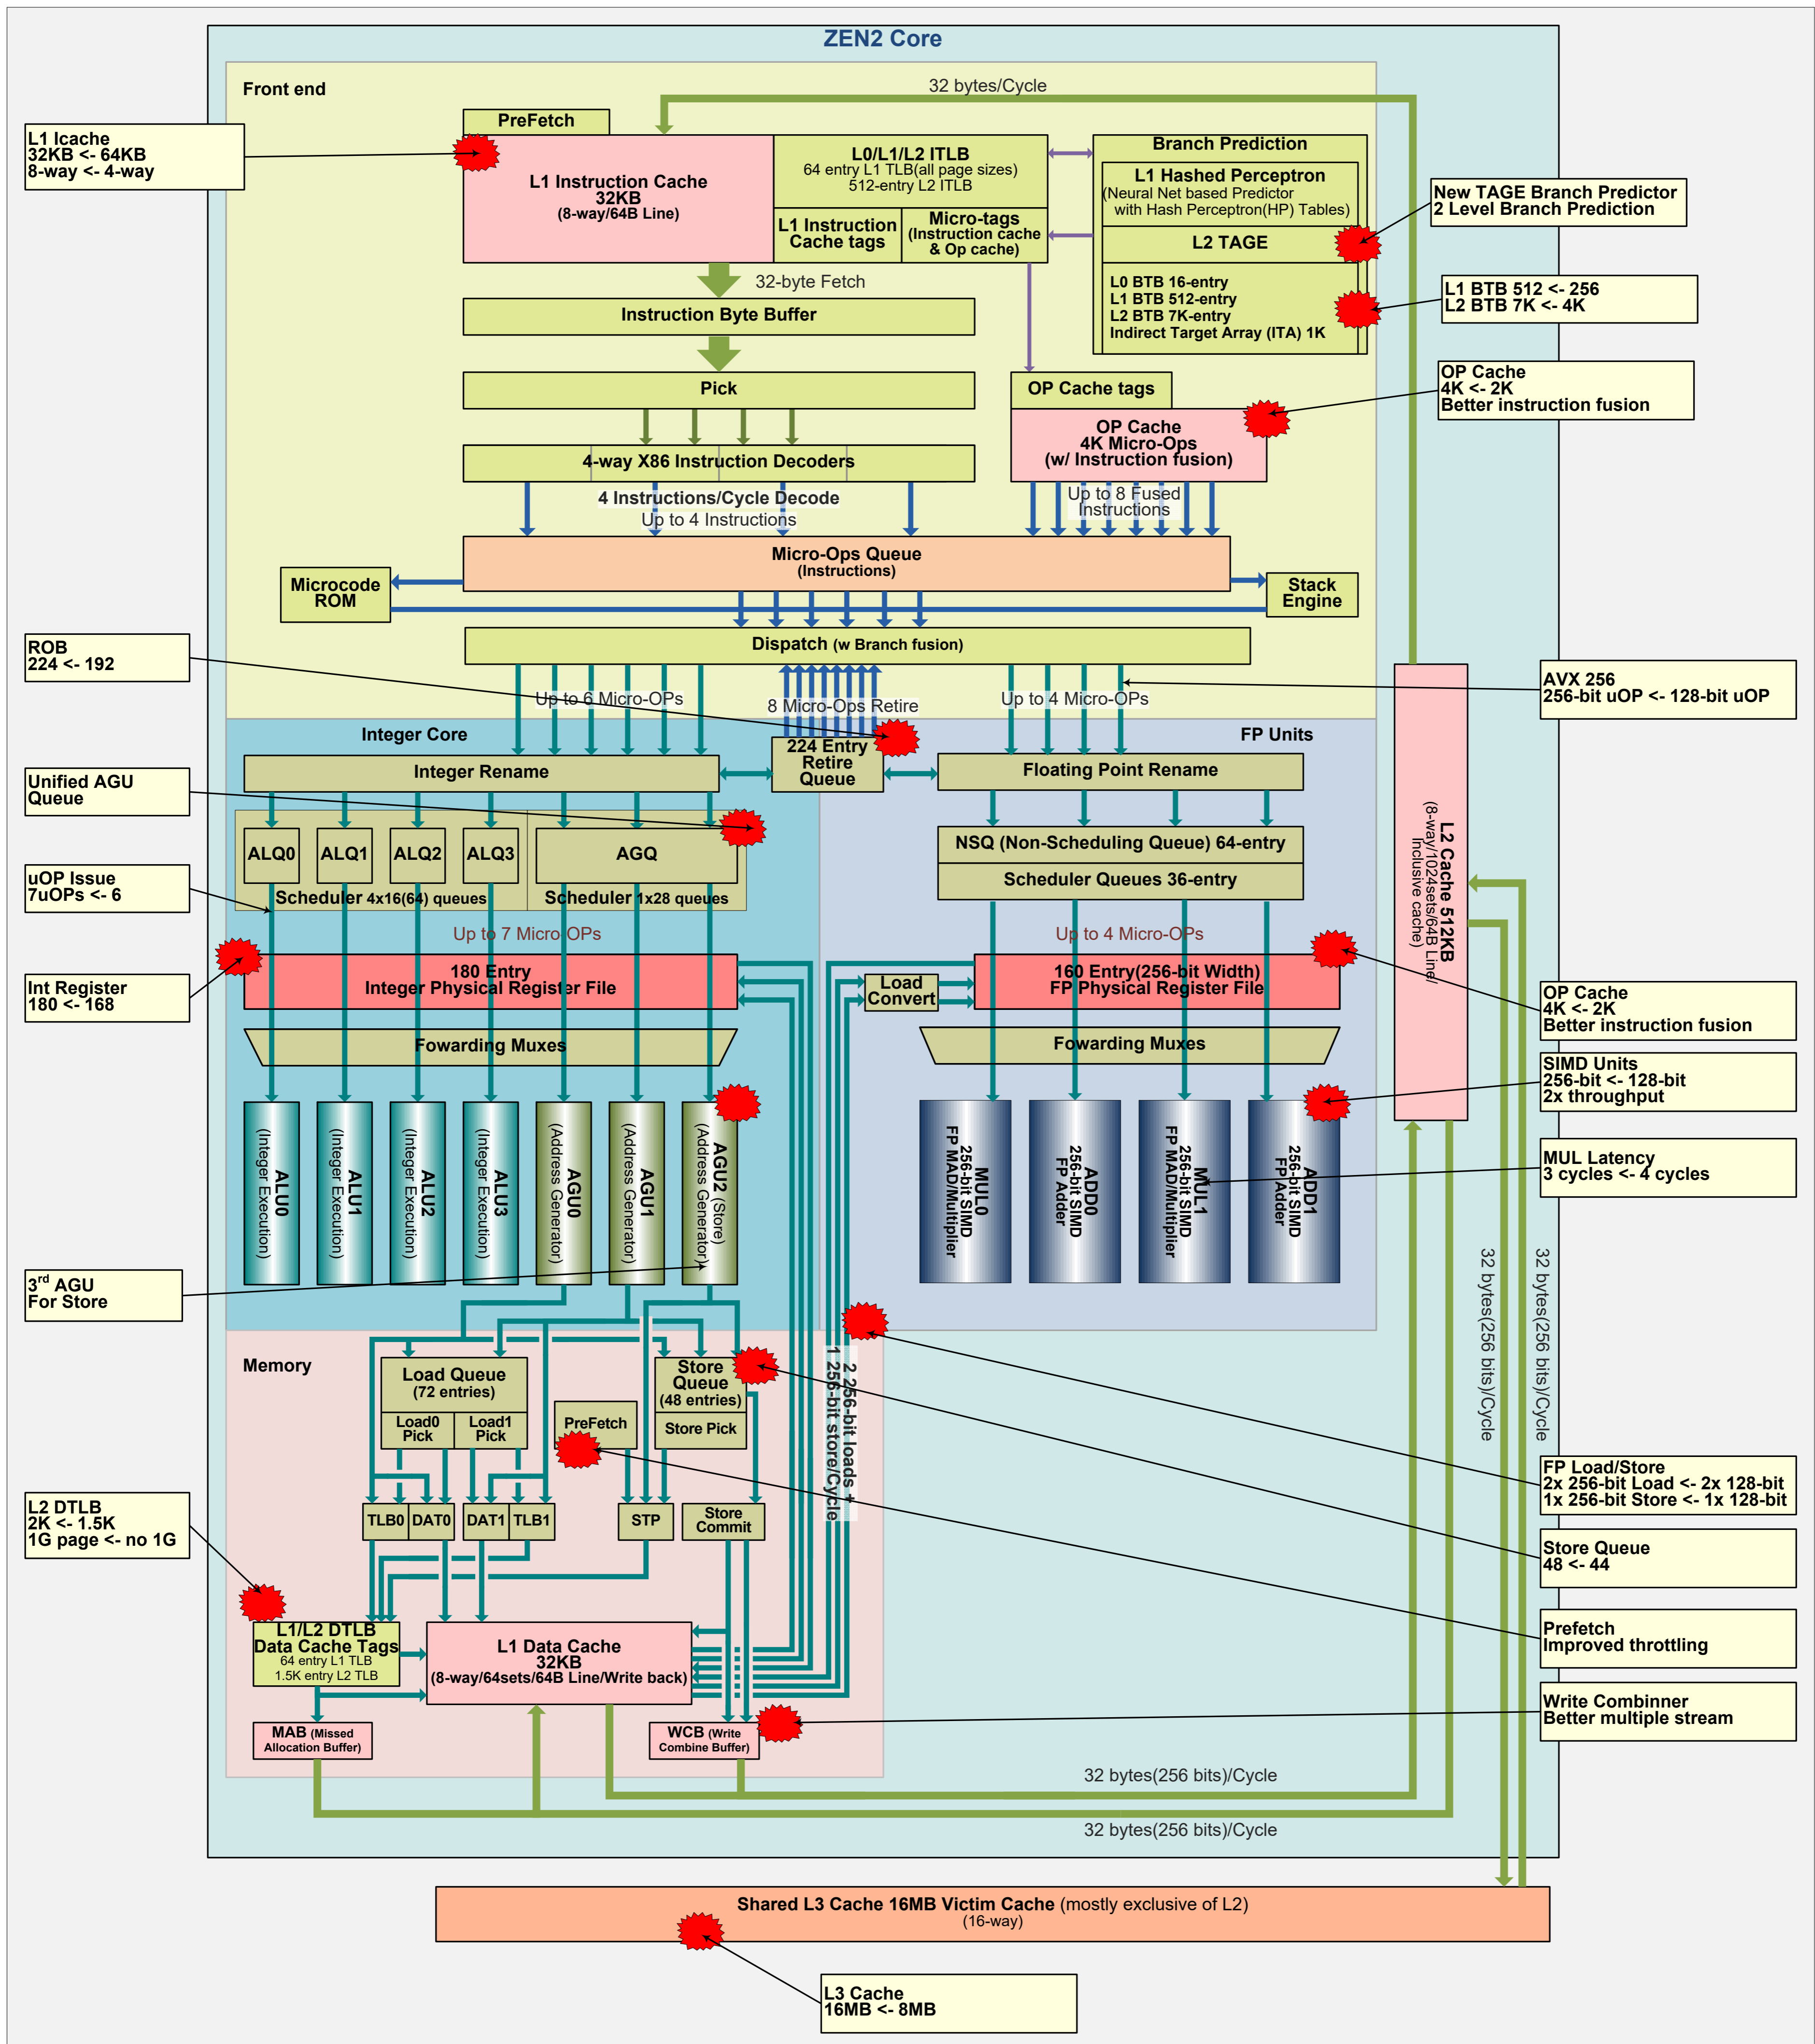 ZEN2 Core
Front end
32 bytes/Cycle
PreFetch
L1 Icache
32KB <- 64KB
8-way <- 4-way
L1 Instruction Cache
32KB
(8-way/64B Line)
L0/L1/L2 ITLB
64 entry L1 TLB(all page sizes)
512-entry L2 ITLB
L1 Instruction
Cache tags
Micro-tags
(Instruction cache
& Op cache)
Branch Prediction
L1 Hashed Perceptron
(Neural Net based Predictor
with Hash Perceptron(HP) Tables)
L2 TAGE
L0 BTB 16-entry
L1 BTB 512-entry
L2 BTB 7K-entry
Indirect Target Array (ITA) 1K
New TAGE Branch Predictor
2 Level Branch Prediction
L1 BTB 512 <- 256
L2 BTB 7K <- 4K
32-byte Fetch
Instruction Byte Buffer
Pick
OP Cache tags
OP Cache
4K Micro-Ops
(w/ Instruction fusion)
OP Cache
4K <- 2K
Better instruction fusion
4-way X86 Instruction Decoders
4 Instructions/Cycle Decode
Up to 4 Instructions
Up to 8 Fused
Instructions
Micro-Ops Queue
(Instructions)
Microcode
ROM
Stack
Engine
Dispatch (w Branch fusion)
ROB
224 <- 192
Up to 6 Micro-OPs
8 Micro-Ops Retire
Up to 4 Micro-OPs
AVX 256
256-bit uOP <- 128-bit uOP
Integer Core
FP Units
224 Entry
Retire
Queue
Integer Rename
Floating Point Rename
Unified AGU
Queue
ALQ0
ALQ1
ALQ2
ALQ3
AGQ
Scheduler 4x16(64) queues
Scheduler 1x28 queues
NSQ (Non-Scheduling Queue) 64-entry
Scheduler Queues 36-entry
L2 Cache 512KB
(8-way/1024sets/64B Line/
Inclusive cache)
uOP Issue
7uOPs <- 6
Up to 7 Micro-OPs
Up to 4 Micro-OPs
Int Register
180 <- 168
180 Entry
Integer Physical Register File
Load
Convert
160 Entry(256-bit Width)
FP Physical Register File
OP Cache
4K <- 2K
Better instruction fusion
Fowarding Muxes
Fowarding Muxes
SIMD Units
256-bit <- 128-bit
2x throughput
ALU0
(Integer Execution)
ALU1
(Integer Execution)
ALU2
(Integer Execution)
ALU3
(Integer Execution)
AGU0
(Address Generator)
AGU1
(Address Generator)
AGU2 (Store)
(Address Generator)
MUL0
256-bit SIMD
FP MAD/Multiplier
ADD0
256-bit SIMD
FP Adder
MUL1
256-bit SIMD
FP MAD/Multiplier
ADD1
256-bit SIMD
FP Adder
MUL Latency
3 cycles <- 4 cycles
3rd AGU
For Store
32 bytes(256 bits)/Cycle
32 bytes(256 bits)/Cycle
Memory
Load Queue
(72 entries)
Load0
Pick
Load1
Pick
PreFetch
Store
Queue
(48 entries)
Store Pick
2 256-bit loads +
1 256-bit store/Cycle
FP Load/Store
2x 256-bit Load <- 2x 128-bit
1x 256-bit Store <- 1x 128-bit
L2 DTLB
2K <- 1.5K
1G page <- no 1G
TLB0
DAT0
DAT1
TLB1
STP
Store
Commit
Store Queue
48 <- 44
L1/L2 DTLB
Data Cache Tags
64 entry L1 TLB
1.5K entry L2 TLB
L1 Data Cache
32KB
(8-way/64sets/64B Line/Write back)
Prefetch
Improved throttling
MAB (Missed
Allocation Buffer)
WCB (Write
Combine Buffer)
Write Combinner
Better multiple stream
32 bytes(256 bits)/Cycle
32 bytes(256 bits)/Cycle
Shared L3 Cache 16MB Victim Cache (mostly exclusive of L2)
(16-way)
L3 Cache
16MB <- 8MB